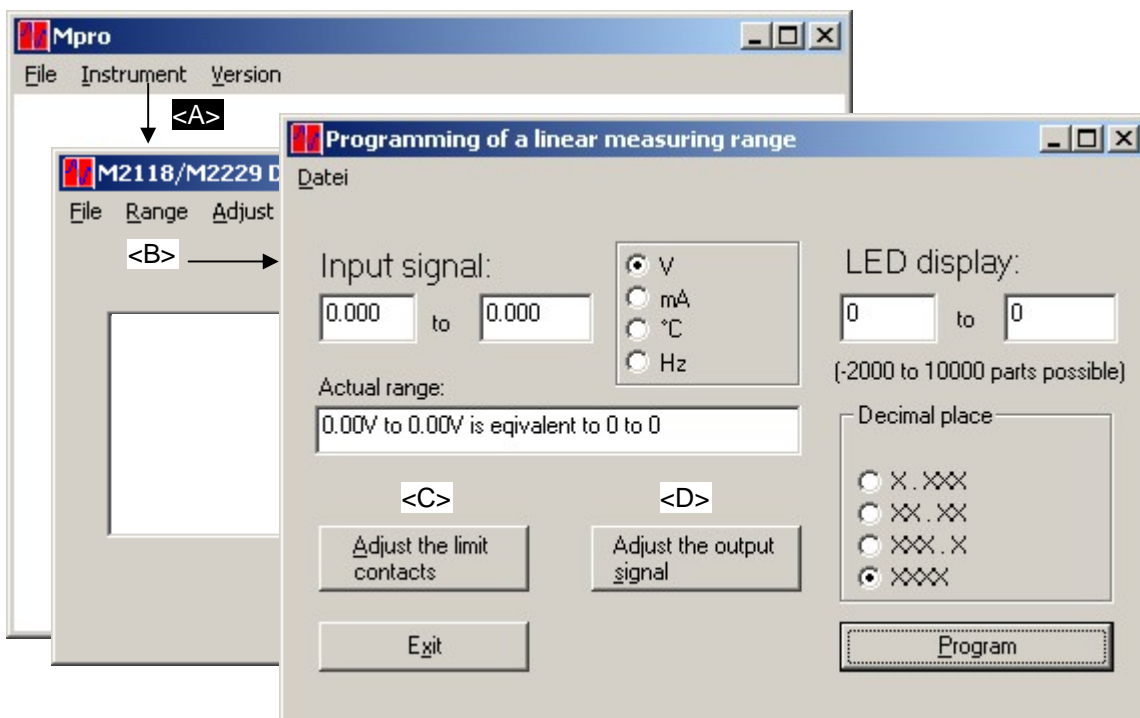 Mpro
File Instrument Version
<A>
M2118/M2229 D
File Range Adjust
<B>
Programming of a linear measuring range
Datei
Input signal:
0.000 to 0.000
V
mA
°C
Hz
LED display:
0 to 0
(-2000 to 10000 parts possible)
Actual range:
0.00V to 0.00V is eqivalent to 0 to 0
Decimal place
X.XXX
XX.XX
XXX.X
XXXX
<C>
Adjust the limit
contacts
<D>
Adjust the output
signal
Exit
Program